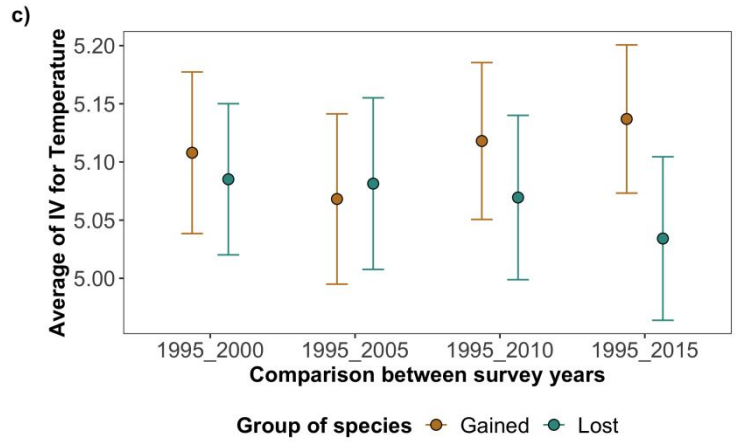 c)
Average of IV for Temperature
5.20
5.15
5.10
5.05
5.00
1995_2000 1995_2005 1995_2010 1995_2015
Comparison between survey years
Group of species Gained Lost